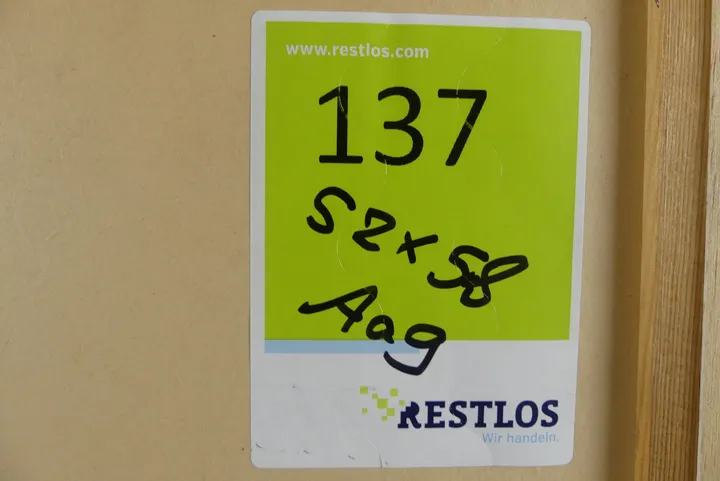 www.restlos.com
137
52x58
Aag
RESTLOS
Wir handeln.